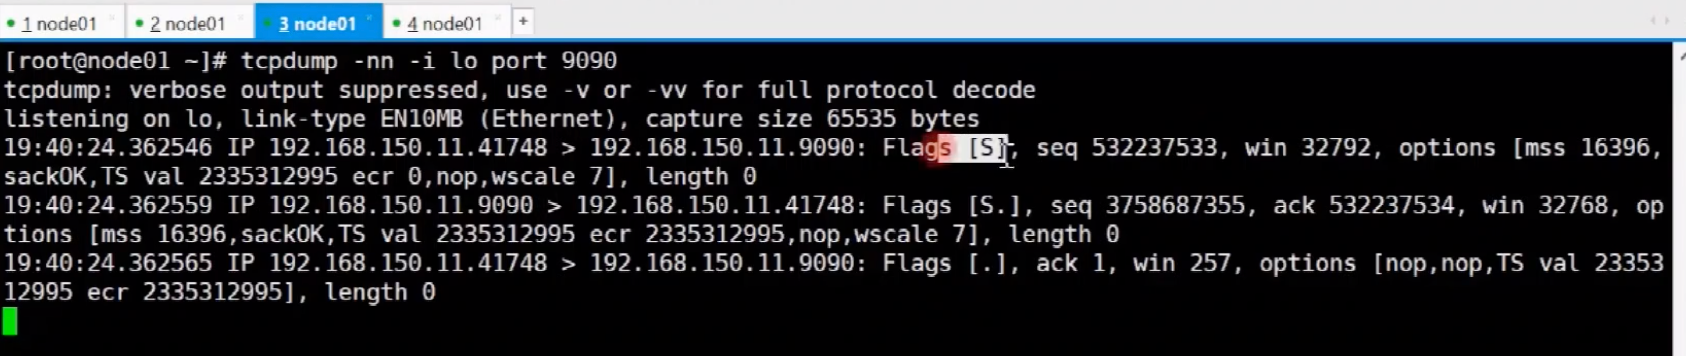 1 node01 2 node01 3 node01 4 node01 +
[root@node01 ~]# tcpdump -nn -i lo port 9090
tcpdump: verbose output suppressed, use -v or -vv for full protocol decode
listening on lo, link-type EN10MB (Ethernet), capture size 65535 bytes
19:40:24.362546 IP 192.168.150.11.41748 > 192.168.150.11.9090: Flags [S], seq 532237533, win 32792, options [mss 16396,
sackOK,TS val 2335312995 ecr 0,nop,wscale 7], length 0
19:40:24.362559 IP 192.168.150.11.9090 > 192.168.150.11.41748: Flags [S.], seq 3758687355, ack 532237534, win 32768, op
tions [mss 16396,sackOK,TS val 2335312995 ecr 2335312995,nop,wscale 7], length 0
19:40:24.362565 IP 192.168.150.11.41748 > 192.168.150.11.9090: Flags [.], ack 1, win 257, options [nop,nop,TS val 23353
12995 ecr 2335312995], length 0